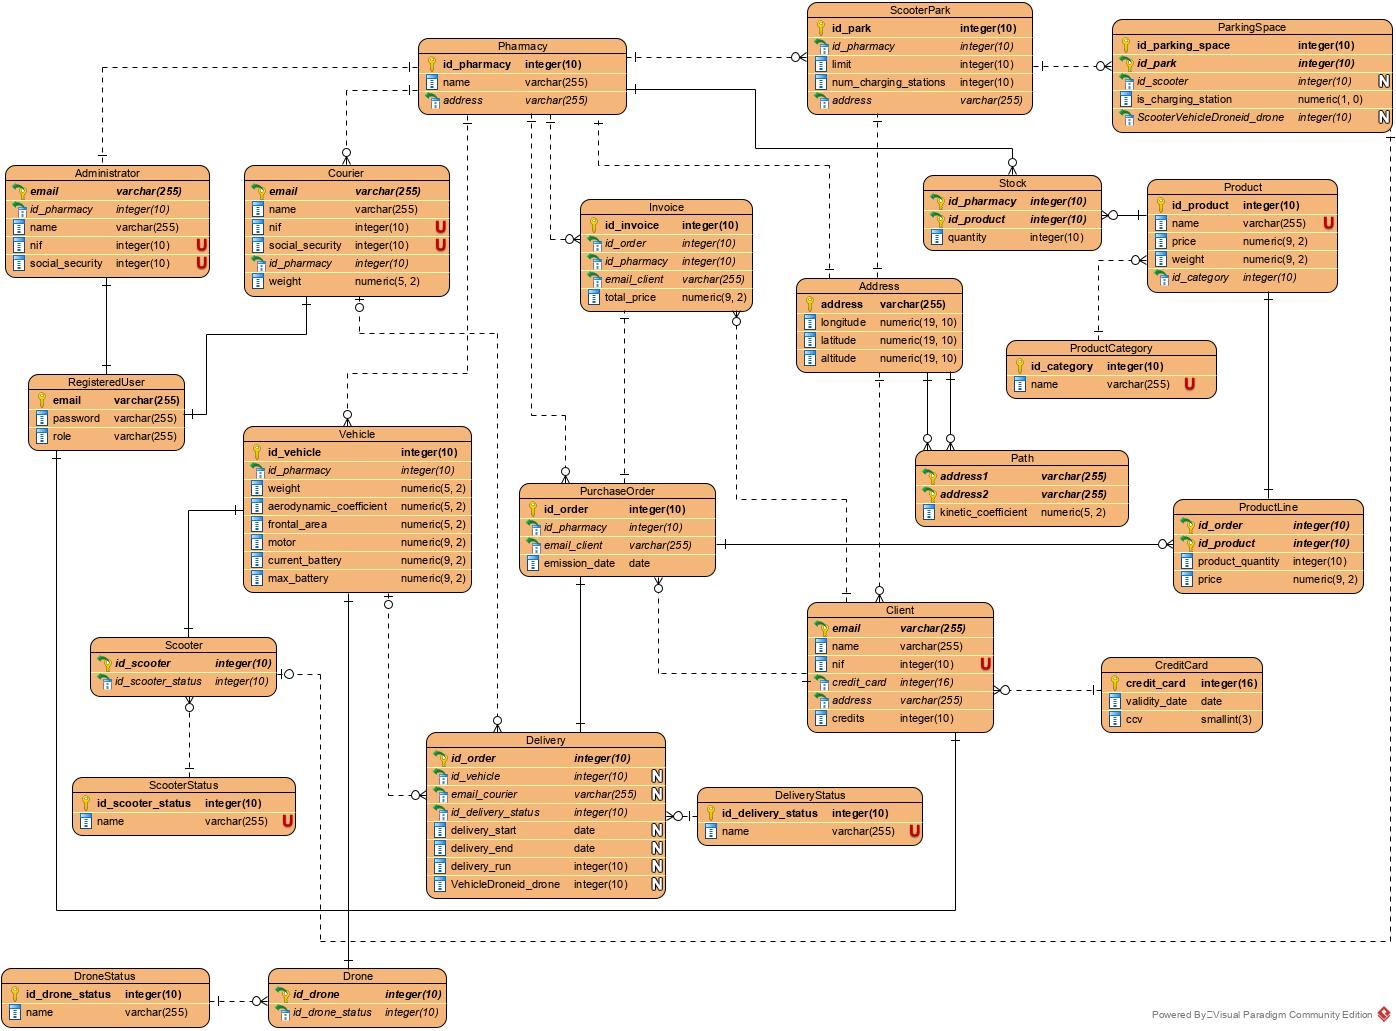 ScooterPark
id_park integer(10)
id_pharmacy integer(10)
limit integer(10)
num_charging_stations integer(10)
address varchar(255)
ParkingSpace
id_parking_space integer(10)
id_park integer(10)
id_scooter integer(10) N
is_charging_station numeric(1, 0)
ScooterVehicleDroneid_drone integer(10) N
Pharmacy
id_pharmacy integer(10)
name varchar(255)
address varchar(255)
Administrator
email varchar(255)
id_pharmacy integer(10)
name varchar(255)
nif integer(10) U
social_security integer(10) U
Courier
email varchar(255)
name varchar(255)
nif integer(10) U
social_security integer(10) U
id_pharmacy integer(10)
weight numeric(5, 2)
Invoice
id_invoice integer(10)
id_order integer(10)
id_pharmacy integer(10)
email_client varchar(255)
total_price numeric(9, 2)
Stock
id_pharmacy integer(10)
id_product integer(10)
quantity integer(10)
Product
id_product integer(10)
name varchar(255) U
price numeric(9, 2)
weight numeric(9, 2)
id_category integer(10)
Address
address varchar(255)
longitude numeric(19, 10)
latitude numeric(19, 10)
altitude numeric(19, 10)
ProductCategory
id_category integer(10)
name varchar(255) U
RegisteredUser
email varchar(255)
password varchar(255)
role varchar(255)
Vehicle
id_vehicle integer(10)
id_pharmacy integer(10)
weight numeric(5, 2)
aerodynamic_coefficient numeric(5, 2)
frontal_area numeric(5, 2)
motor numeric(9, 2)
current_battery numeric(9, 2)
max_battery numeric(9, 2)
Path
address1 varchar(255)
address2 varchar(255)
kinetic_coefficient numeric(5, 2)
PurchaseOrder
id_order integer(10)
id_pharmacy integer(10)
email_client varchar(255)
emission_date date
ProductLine
id_order integer(10)
id_product integer(10)
product_quantity integer(10)
price numeric(9, 2)
Client
email varchar(255)
name varchar(255)
nif integer(10) U
credit_card integer(16)
address varchar(255)
credits integer(10)
Scooter
id_scooter integer(10)
id_scooter_status integer(10)
CreditCard
credit_card integer(16)
validity_date date
ccv smallint(3)
Delivery
id_order integer(10)
id_vehicle integer(10) N
email_courier varchar(255) N
id_delivery_status integer(10)
delivery_start date N
delivery_end date N
delivery_run integer(10) N
VehicleDroneid_drone integer(10) N
ScooterStatus
id_scooter_status integer(10)
name varchar(255) U
DeliveryStatus
id_delivery_status integer(10)
name varchar(255) U
DroneStatus
id_drone_status integer(10)
name varchar(255)
Drone
id_drone integer(10)
id_drone_status integer(10)
Powered By Visual Paradigm Community Edition